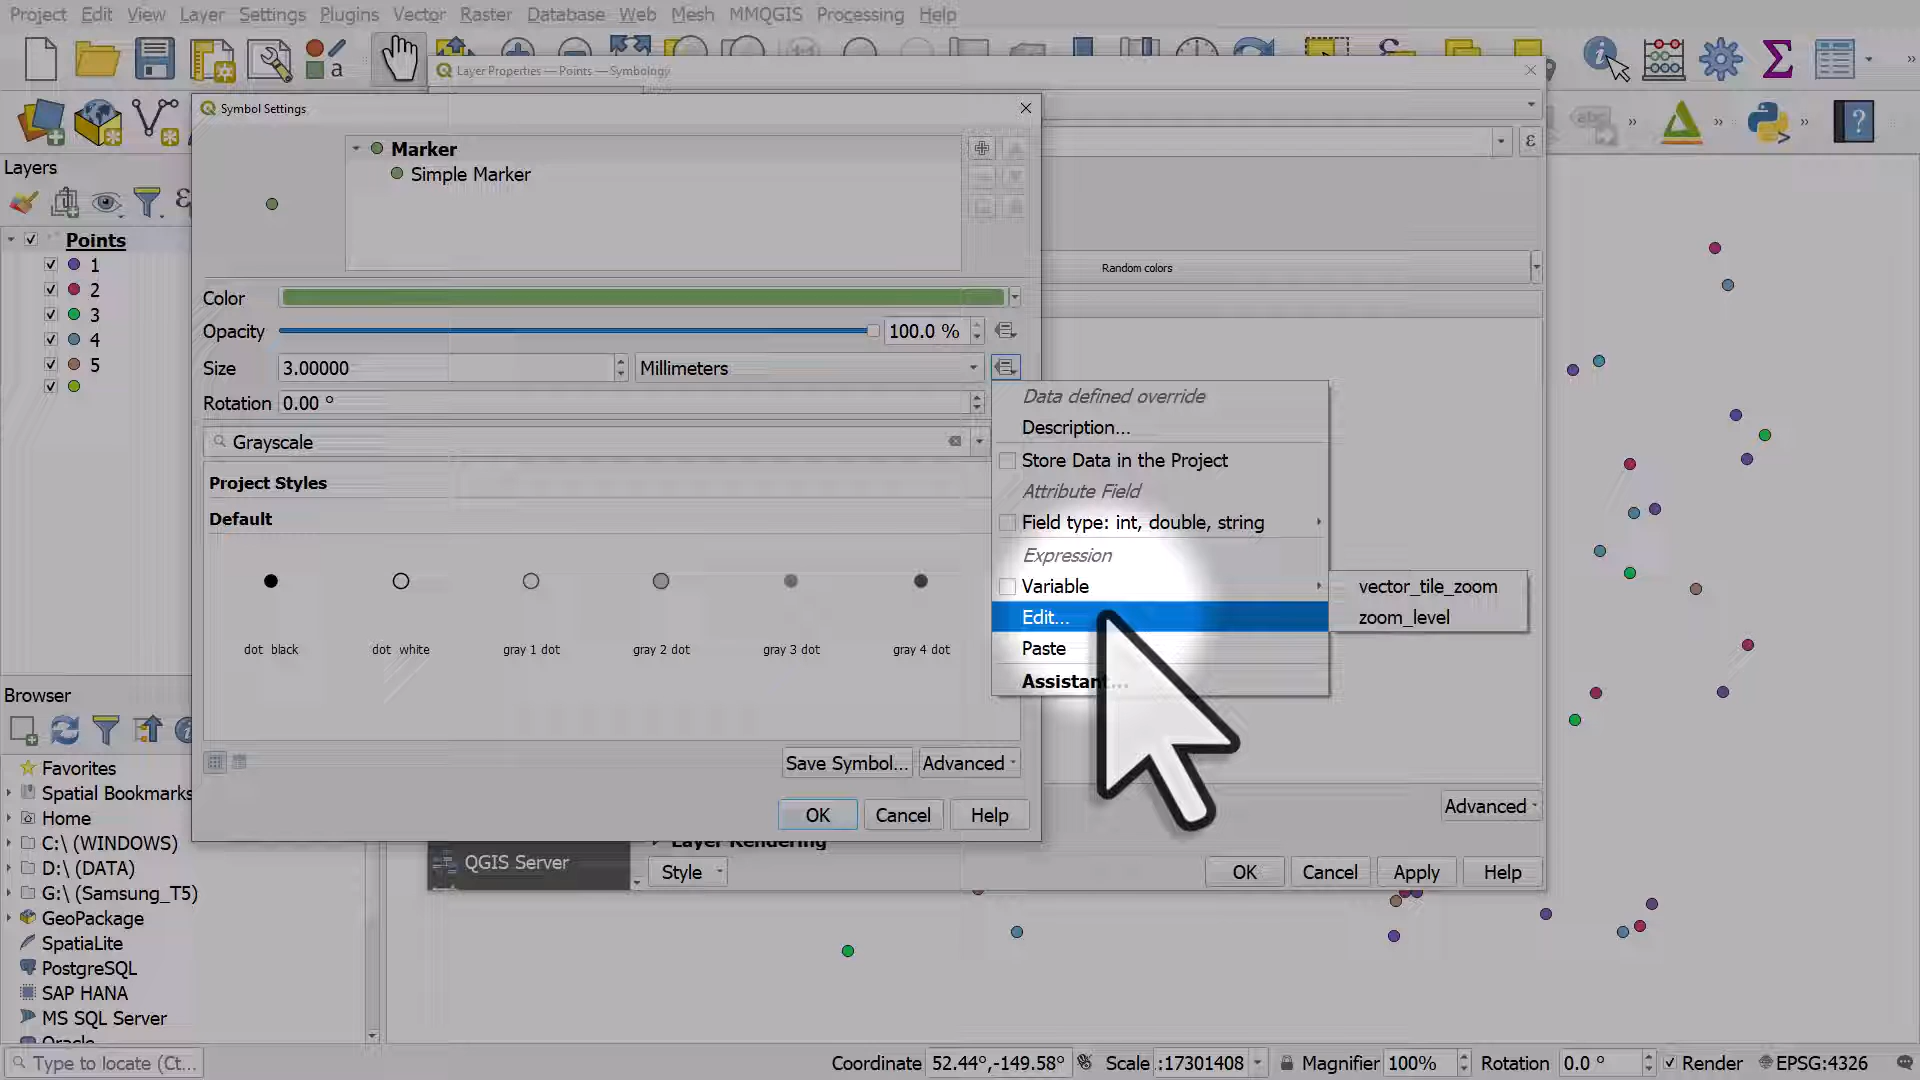 Project Edit View Layer Settings Plugins Vector Raster Database Web Mesh MMQGIS Processing Help
Layer Properties — Points — Symbology
Symbol Settings
Layers
Marker
Simple Marker
Points
1
2
3
4
5
Random colors
Color
Opacity 100.0 %
Size 3.00000 Millimeters
Rotation 0.00 °
Grayscale
Project Styles
Default
dot black
dot white
gray 1 dot
gray 2 dot
gray 3 dot
gray 4 dot
Data defined override
Description...
Store Data in the Project
Attribute Field
Field type: int, double, string
Expression
Variable
vector_tile_zoom
Edit...
zoom_level
Paste
Assistant...
Save Symbol... Advanced
OK Cancel Help
Advanced
Layer Rendering
QGIS Server
Style
OK Cancel Apply Help
Browser
Favorites
Spatial Bookmarks
Home
C:\ (WINDOWS)
D:\ (DATA)
G:\ (Samsung_T5)
GeoPackage
SpatiaLite
PostgreSQL
SAP HANA
MS SQL Server
Oracle
Type to locate (Ct...
Coordinate 52.44°,-149.58° Scale :17301408 Magnifier 100% Rotation 0.0 ° Render EPSG:4326